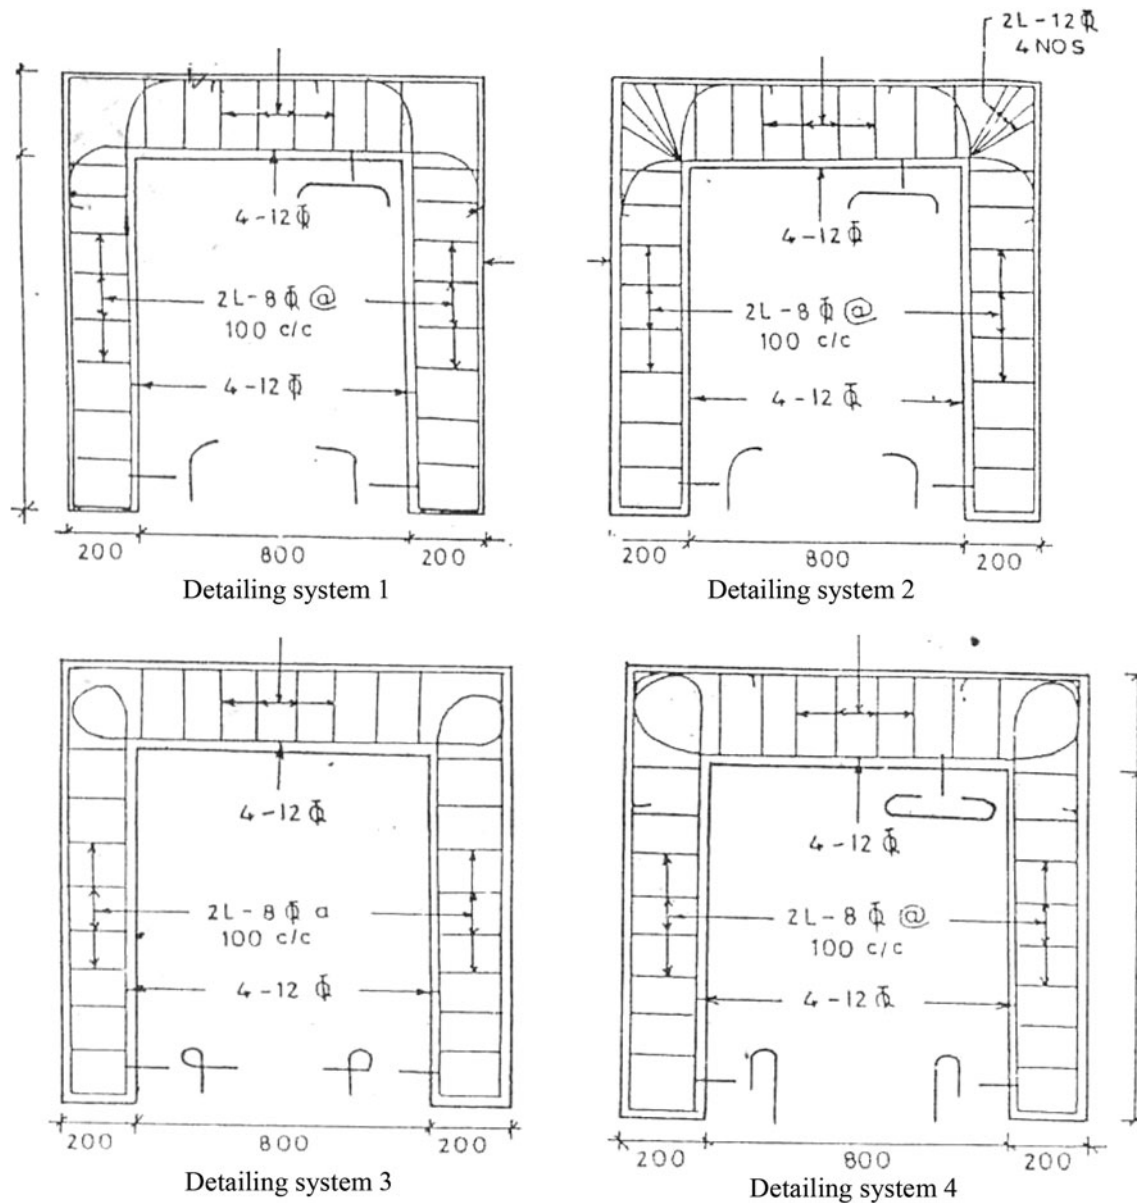 2L-12 Φ
4 NOS
4-12 Φ
2L-8 Φ @
100 c/c
4-12 Φ
200
800
200
Detailing system 1
4-12 Φ
2L-8 Φ @
100 c/c
4-12 Φ
200
800
200
Detailing system 2
4-12 Φ
2L-8 Φ a
100 c/c
4-12 Φ
200
800
200
Detailing system 3
4-12 Φ
2L-8 Φ @
100 c/c
4-12 Φ
200
800
200
Detailing system 4